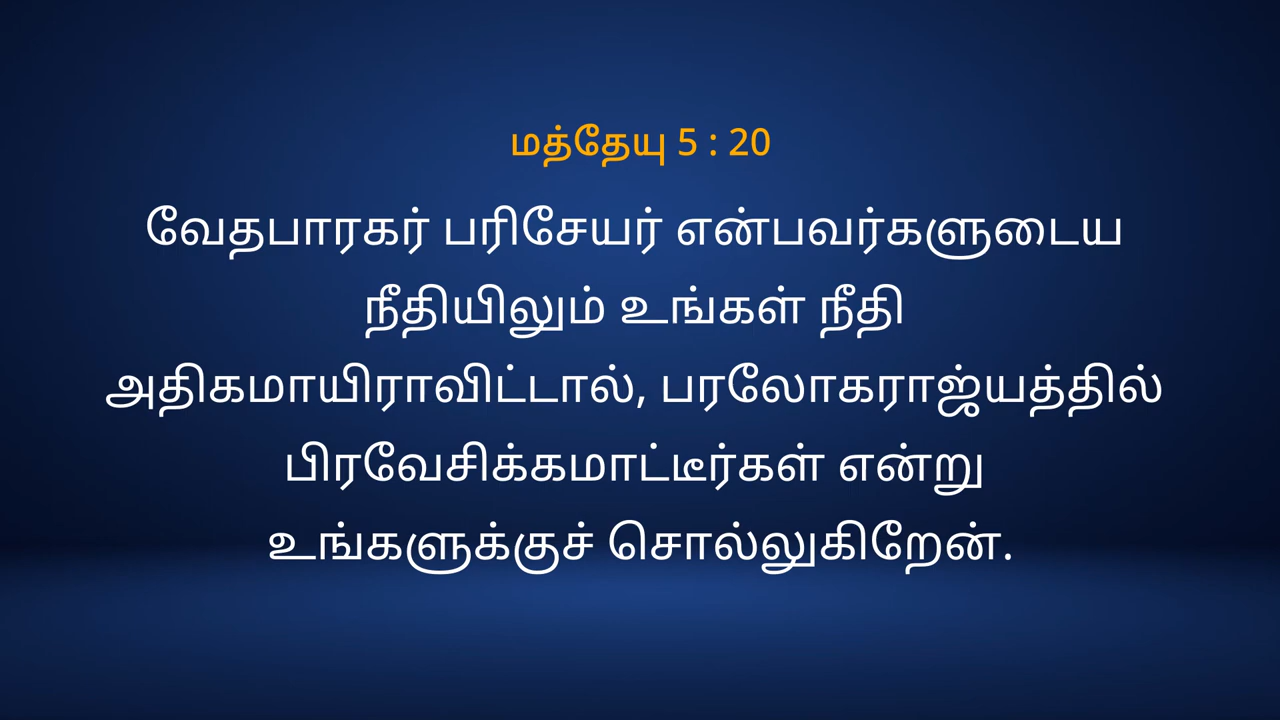 மத்தேயு 5 : 20
வேதபாரகர் பரிசேயர் என்பவர்களுடைய
நீதியிலும் உங்கள் நீதி
அதிகமாயிராவிட்டால், பரலோகராஜ்யத்தில்
பிரவேசிக்கமாட்டீர்கள் என்று
உங்களுக்குச் சொல்லுகிறேன்.